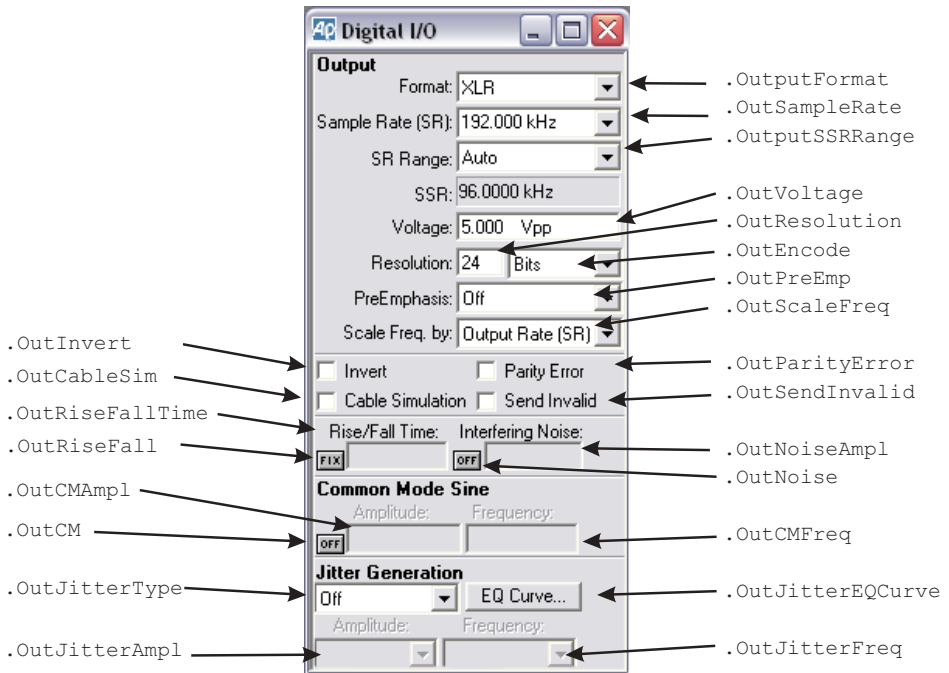 Ap Digital I/O
Output
Format: XLR .OutputFormat
Sample Rate (SR): 192.000 kHz .OutSampleRate
SR Range: Auto .OutputSSRRange
SSR: 96.0000 kHz
Voltage: 5.000 Vpp .OutVoltage
.OutResolution
Resolution: 24 Bits .OutEncode
PreEmphasis: Off .OutPreEmp
Scale Freq. by: Output Rate (SR) .OutScaleFreq
.OutInvert Invert Parity Error .OutParityError
.OutCableSim Cable Simulation Send Invalid .OutSendInvalid
.OutRiseFallTime Rise/Fall Time: Interfering Noise: .OutNoiseAmpl
.OutRiseFall FIX OFF .OutNoise
Common Mode Sine
.OutCMAmpl Amplitude: Frequency:
.OutCM OFF .OutCMFreq
Jitter Generation
.OutJitterType Off EQ Curve... .OutJitterEQCurve
Amplitude: Frequency:
.OutJitterAmpl .OutJitterFreq